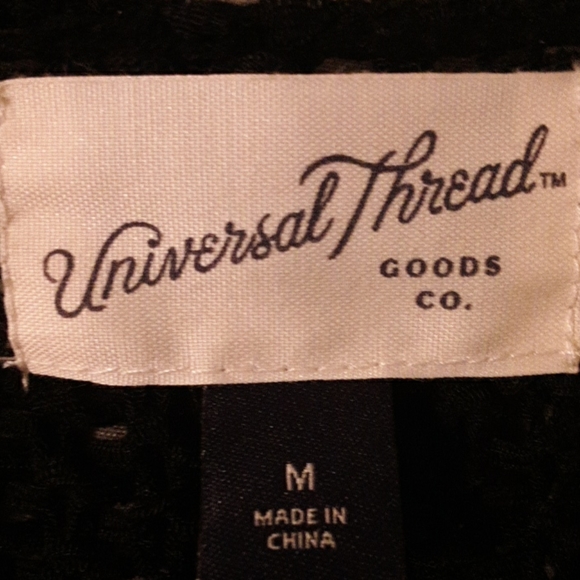 Universal Thread™
GOODS
CO.
M
MADE IN
CHINA